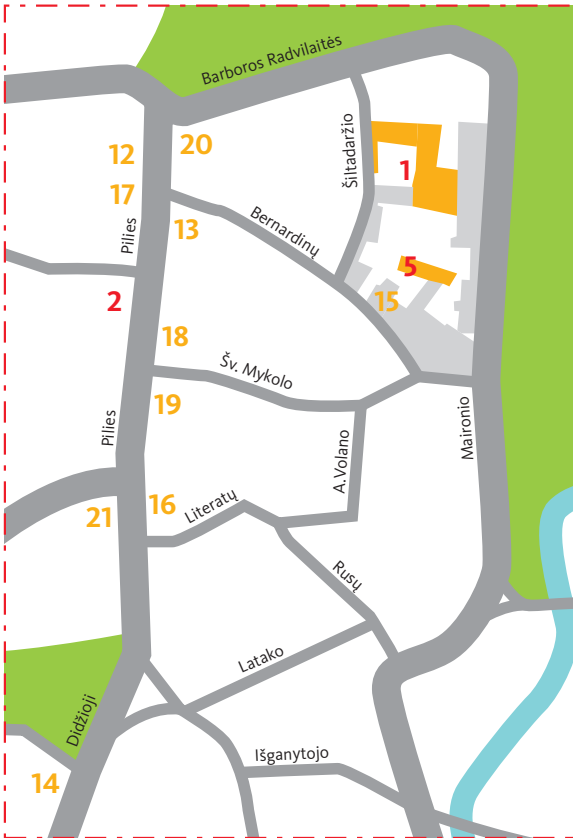 Barboros Radvilaitės
12
20
Šiltadaržio
1
17
13
Pilies
Bernardinų
5
2
15
18
Šv. Mykolo
19
Pilies
Maironio
A.Volano
16
Literatų
21
Rusų
Latako
Didžioji
Išganytojo
14